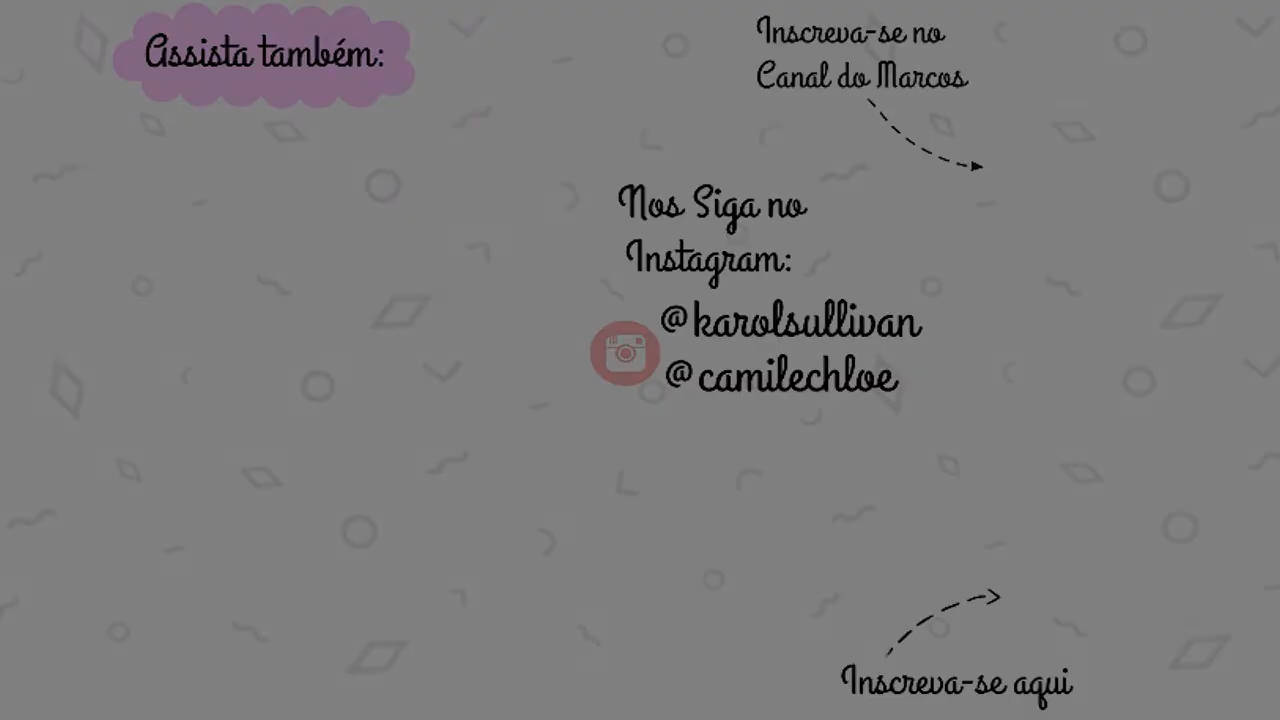 Assista também:
Inscreva-se no
Canal do Marcos
Nos Siga no
Instagram:
@karolsullivan
@camilechloe
Inscreva-se aqui